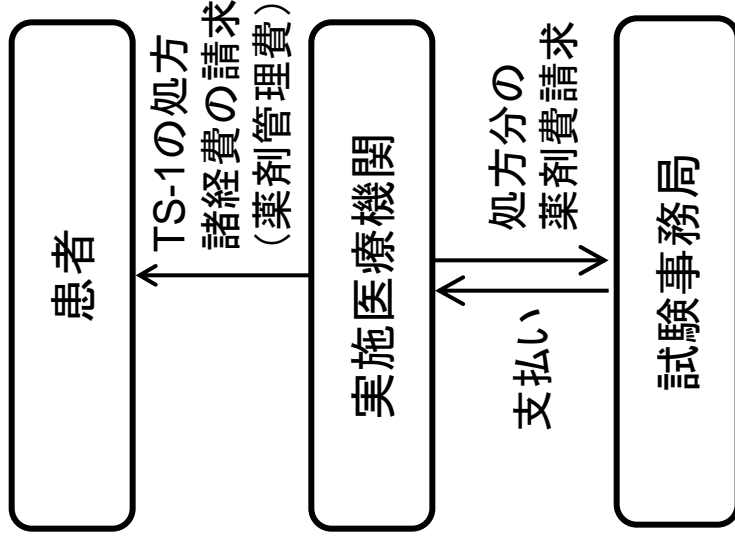 患者
TS-1の処方
諸経費の請求
（薬剤管理費）
実施医療機関
処方分の
薬剤費請求
支払い
試験事務局